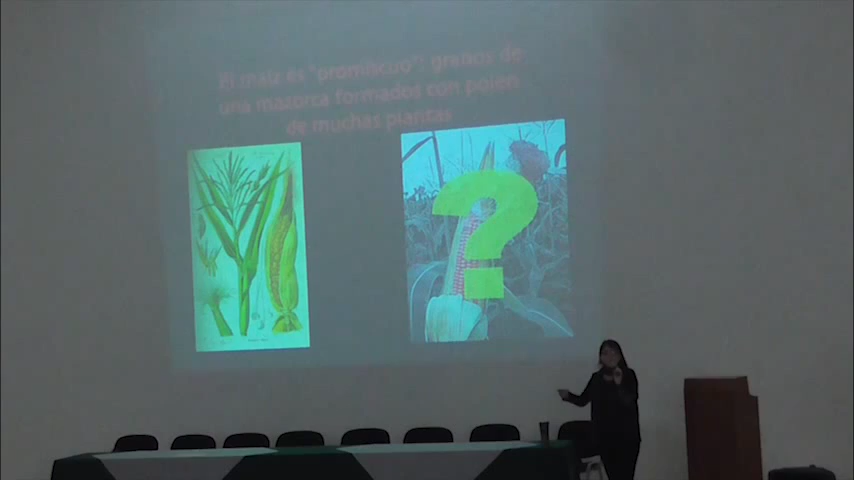 El maíz es "promiscuo": granos de
una mazorca formados con polen
de muchas plantas
?